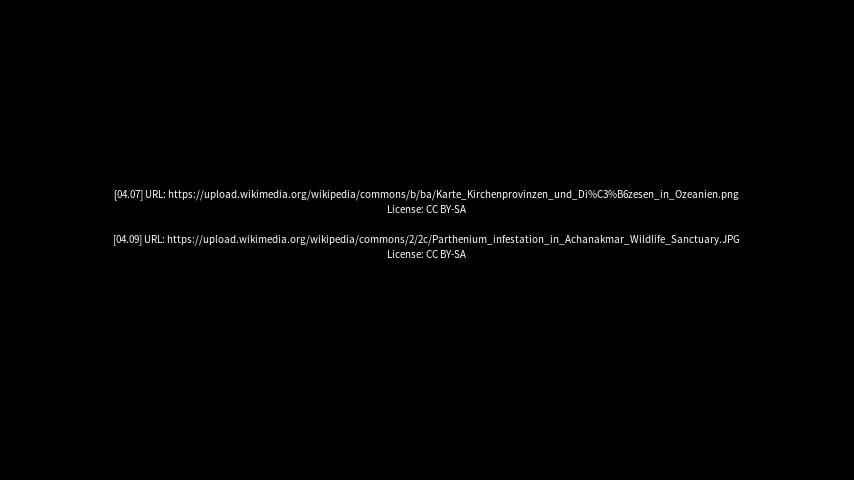 [04.07] URL: https://upload.wikimedia.org/wikipedia/commons/b/ba/Karte_Kirchenprovinzen_und_Di%C3%B6zesen_in_Ozeanien.png
License: CC BY-SA
[04.09] URL: https://upload.wikimedia.org/wikipedia/commons/2/2c/Parthenium_infestation_in_Achanakmar_Wildlife_Sanctuary.JPG
License: CC BY-SA